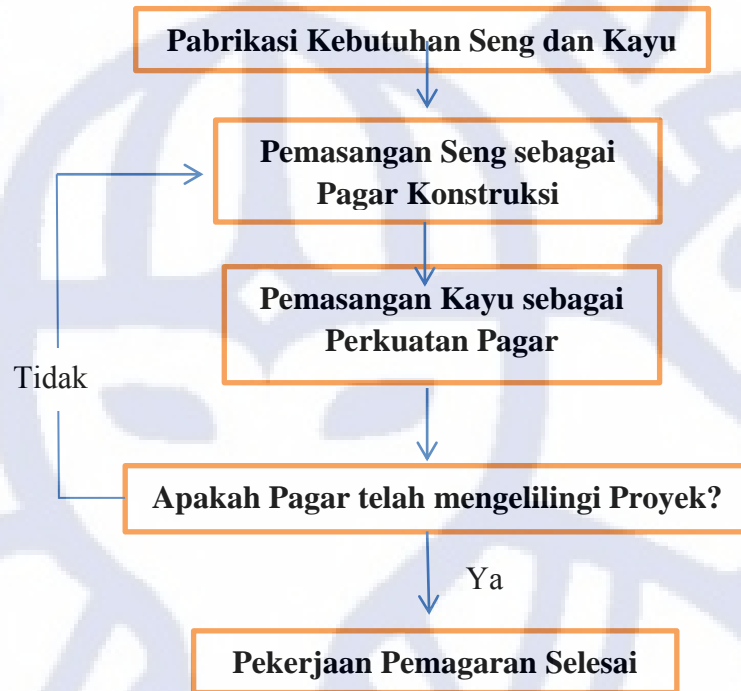 Pabrikasi Kebutuhan Seng dan Kayu
Pemasangan Seng sebagai
Pagar Konstruksi
Pemasangan Kayu sebagai
Perkuatan Pagar
Tidak
Apakah Pagar telah mengelilingi Proyek?
Ya
Pekerjaan Pemagaran Selesai